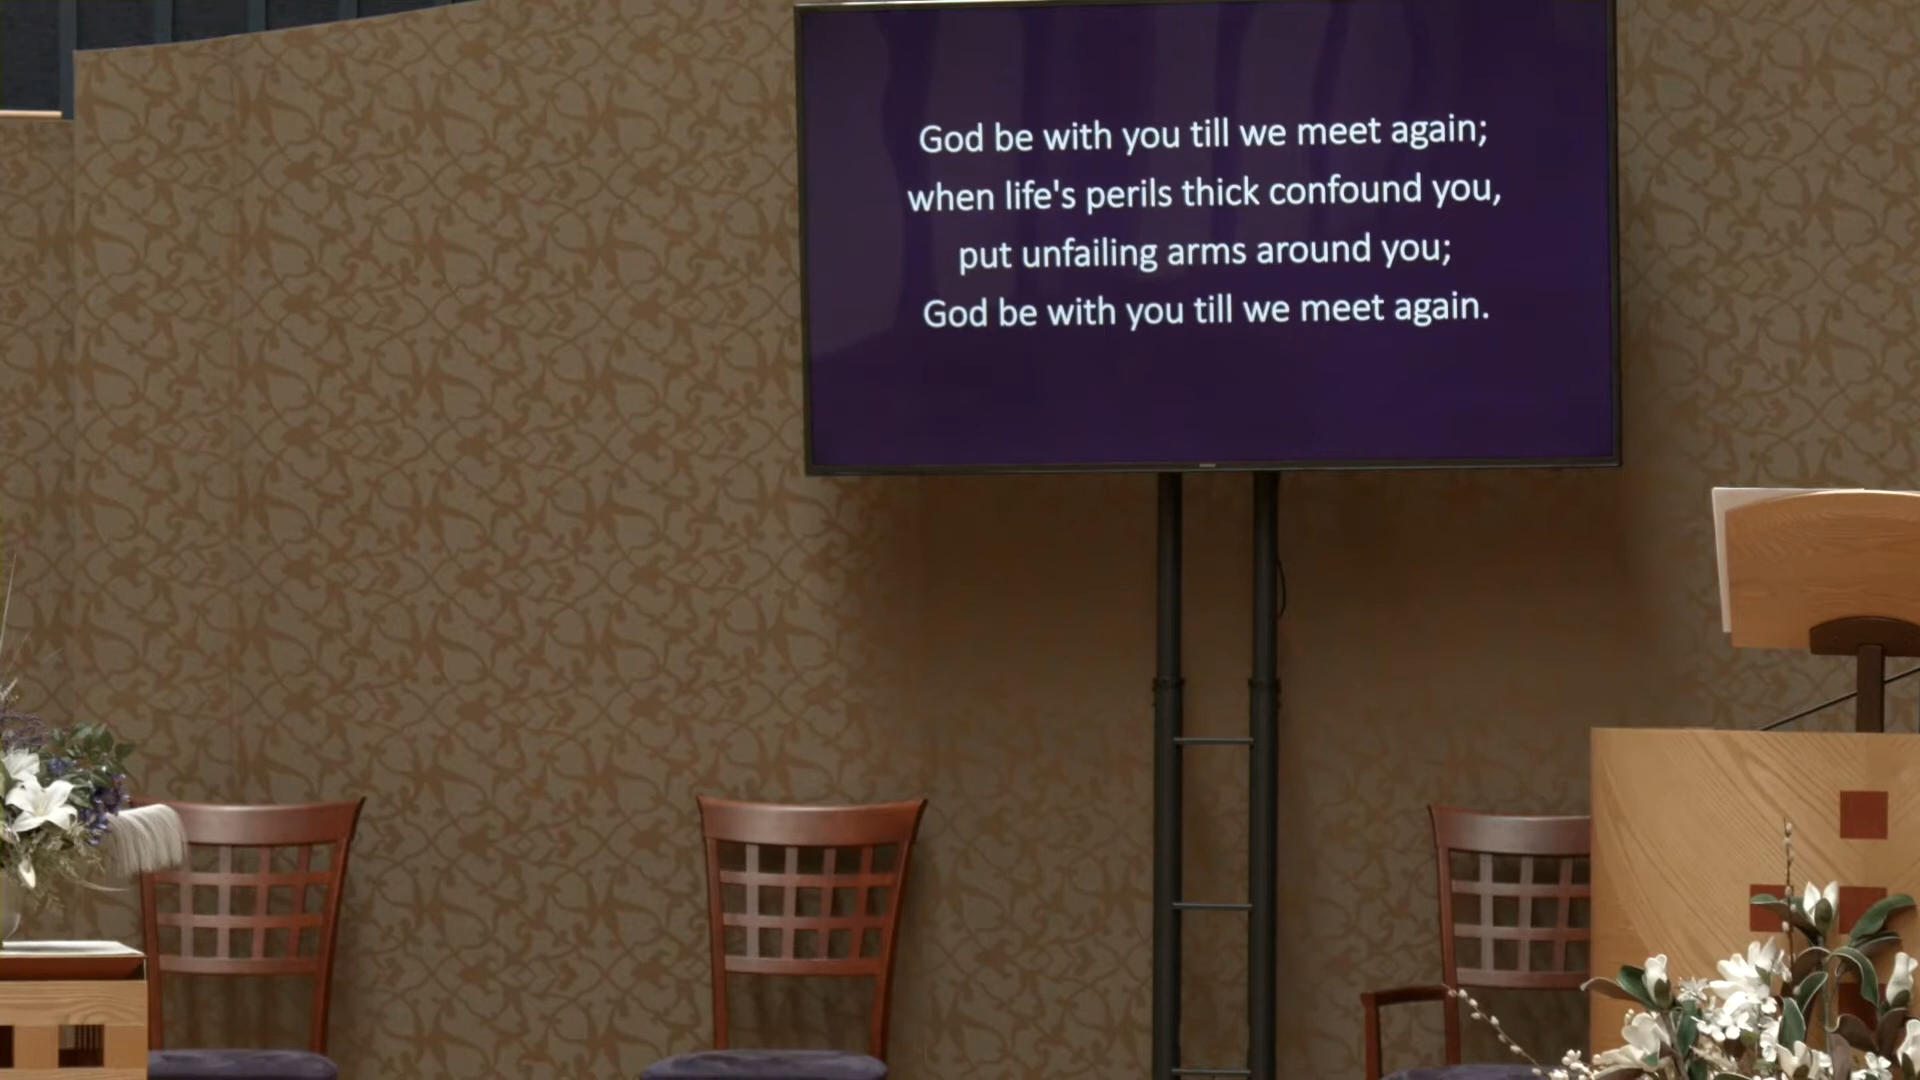 God be with you till we meet again;
when life's perils thick confound you,
put unfailing arms around you;
God be with you till we meet again.